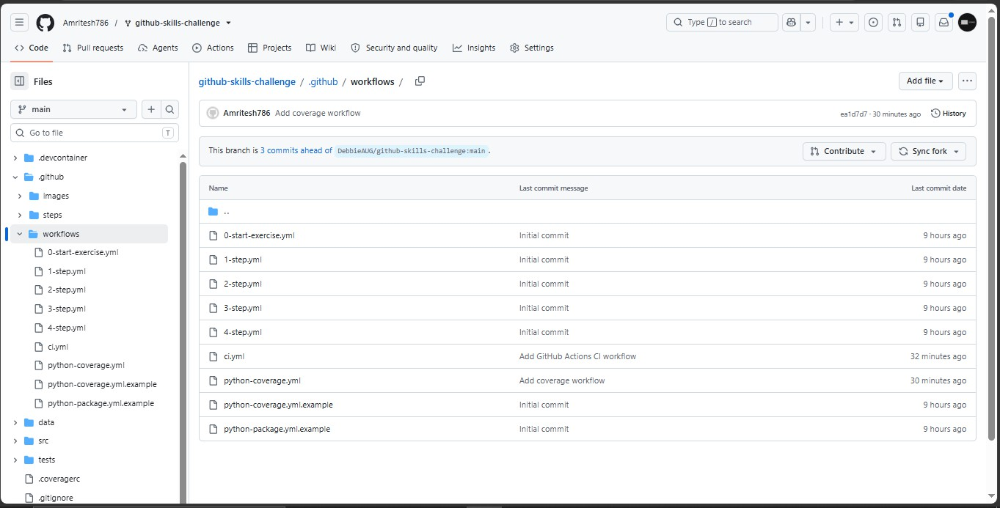 Amritesh786 / github-skills-challenge
Type / to search
Code Pull requests Agents Actions Projects Wiki Security and quality Insights Settings
Files
main
Go to file T
.devcontainer
.github
images
steps
workflows
0-start-exercise.yml
1-step.yml
2-step.yml
3-step.yml
4-step.yml
ci.yml
python-coverage.yml
python-coverage.yml.example
python-package.yml.example
data
src
tests
.coveragerc
.gitignore
github-skills-challenge / .github / workflows /
Add file
Amritesh786 Add coverage workflow
ea1d7d7 · 30 minutes ago History
This branch is 3 commits ahead of DebbieAUG/github-skills-challenge:main .
Contribute Sync fork
Name Last commit message Last commit date
..
0-start-exercise.yml Initial commit 9 hours ago
1-step.yml Initial commit 9 hours ago
2-step.yml Initial commit 9 hours ago
3-step.yml Initial commit 9 hours ago
4-step.yml Initial commit 9 hours ago
ci.yml Add GitHub Actions CI workflow 32 minutes ago
python-coverage.yml Add coverage workflow 30 minutes ago
python-coverage.yml.example Initial commit 9 hours ago
python-package.yml.example Initial commit 9 hours ago